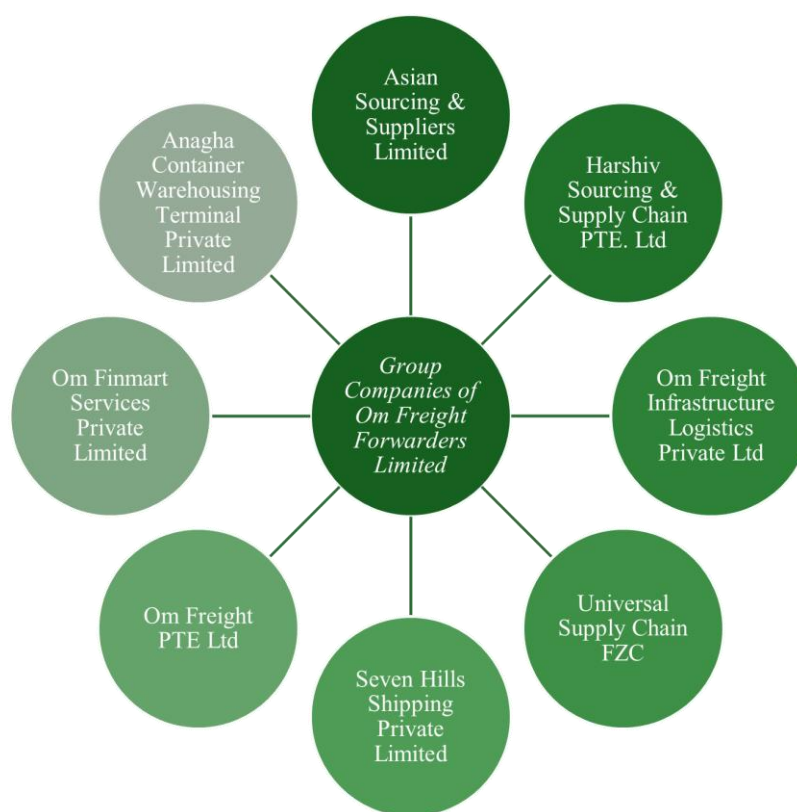 Asian
Sourcing &
Suppliers
Limited
Harshiv
Sourcing &
Supply Chain
PTE. Ltd
Om Freight
Infrastructure
Logistics
Private Ltd
Universal
Supply Chain
FZC
Seven Hills
Shipping
Private
Limited
Om Freight
PTE Ltd
Om Finmart
Services
Private
Limited
Anagha
Container
Warehousing
Terminal
Private
Limited
Group
Companies of
Om Freight
Forwarders
Limited